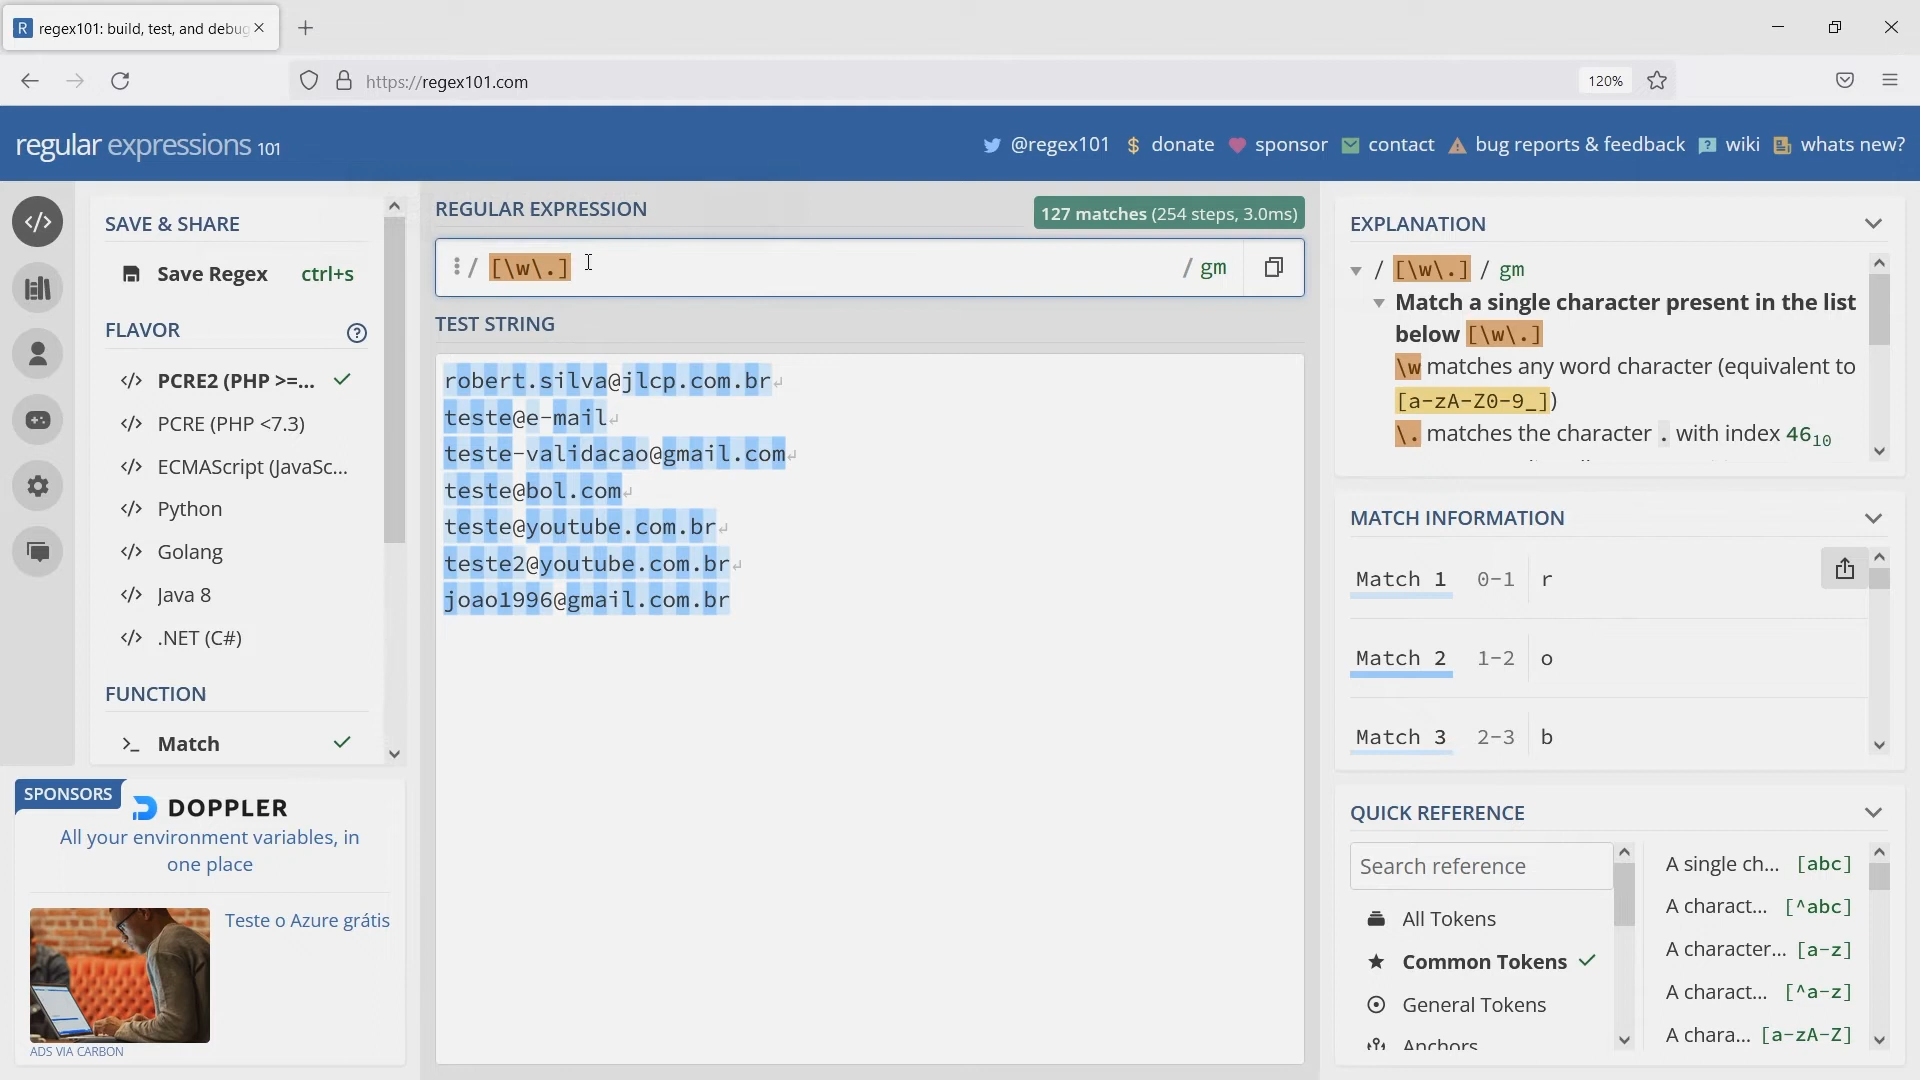 regex101: build, test, and debug
https://regex101.com
120%
regular expressions 101
@regex101
donate
sponsor
contact
bug reports & feedback
wiki
whats new?
SAVE & SHARE
Save Regex
ctrl+s
FLAVOR
PCRE2 (PHP >=...
PCRE (PHP <7.3)
ECMAScript (JavaSc...
Python
Golang
Java 8
.NET (C#)
FUNCTION
Match
SPONSORS
DOPPLER
All your environment variables, in
one place
Teste o Azure grátis
ADS VIA CARBON
REGULAR EXPRESSION
127 matches (254 steps, 3.0ms)
/ [\w\.] / gm
TEST STRING
robert.silva@jlcp.com.br
teste@e-mail
teste-validacao@gmail.com
teste@bol.com
teste@youtube.com.br
teste2@youtube.com.br
joao1996@gmail.com.br
EXPLANATION
/ [\w\.] / gm
Match a single character present in the list
below [\w\.]
\w matches any word character (equivalent to
[a-zA-Z0-9_])
\. matches the character . with index 46₁₀
MATCH INFORMATION
Match 1 0-1 r
Match 2 1-2 o
Match 3 2-3 b
QUICK REFERENCE
Search reference
All Tokens
Common Tokens
General Tokens
Anchors
A single ch... [abc]
A charact... [^abc]
A character... [a-z]
A charact... [^a-z]
A chara... [a-zA-Z]